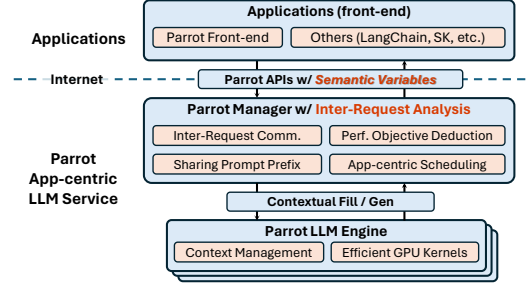 Applications (front-end)
Applications
Parrot Front-end
Others (LangChain, SK, etc.)
Internet
Parrot APIs w/ Semantic Variables
Parrot Manager w/ Inter-Request Analysis
Inter-Request Comm.
Perf. Objective Deduction
Parrot
App-centric
LLM Service
Sharing Prompt Prefix
App-centric Scheduling
Contextual Fill / Gen
Parrot LLM Engine
Context Management
Efficient GPU Kernels